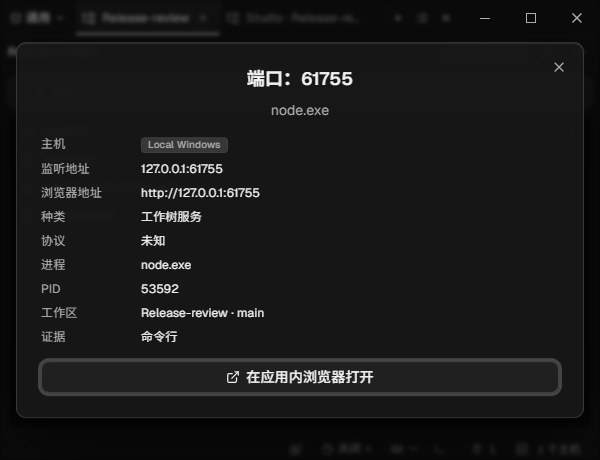 端口：61755
node.exe
主机 Local Windows
监听地址 127.0.0.1:61755
浏览器地址 http://127.0.0.1:61755
种类 工作树服务
协议 未知
进程 node.exe
PID 53592
工作区 Release-review · main
证据 命令行
在应用内浏览器打开